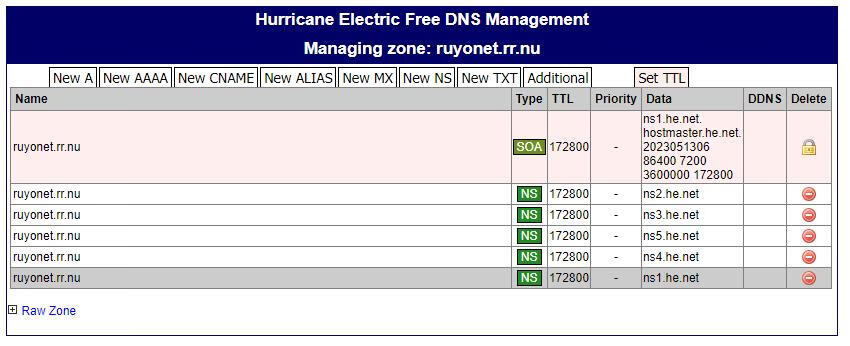 Hurricane Electric Free DNS Management
Managing zone: ruyonet.rr.nu
New A New AAAA New CNAME New ALIAS New MX New NS New TXT Additional Set TTL
Name Type TTL Priority Data DDNS Delete
ruyonet.rr.nu SOA 172800 - ns1.he.net.
hostmaster.he.net.
2023051306
86400 7200
3600000 172800
ruyonet.rr.nu NS 172800 - ns2.he.net
ruyonet.rr.nu NS 172800 - ns3.he.net
ruyonet.rr.nu NS 172800 - ns5.he.net
ruyonet.rr.nu NS 172800 - ns4.he.net
ruyonet.rr.nu NS 172800 - ns1.he.net
Raw Zone